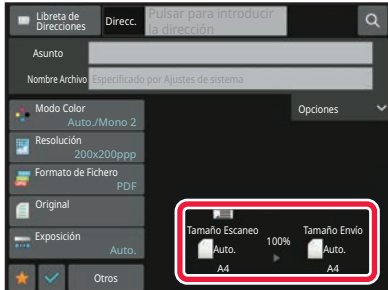 Libreta de
Direcciones
Direcc.
Pulsar para introducir
la dirección
Asunto
Nombre Archivo
Especificado por Ajustes de sistema
Modo Color
Auto./Mono 2
Opciones
Resolución
200x200ppp
Formato de Fichero
PDF
Original
Exposición
Auto.
Tamaño Escaneo
Auto.
A4
100%
Tamaño Envío
Auto.
A4
Otros